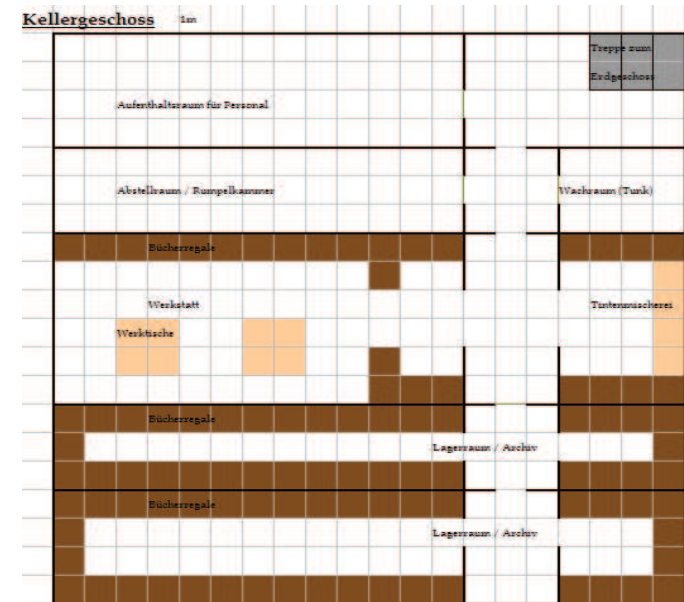 Kellergeschoss 1m
Treppe zum
Erdgeschoss
Aufenthaltsraum für Personal
Abstellraum / Rumpelkammer
Wachraum (Tunk)
Bücherregale
Werkstatt
Tintenmischerei
Werktische
Bücherregale
Lagerraum / Archiv
Bücherregale
Lagerraum / Archiv